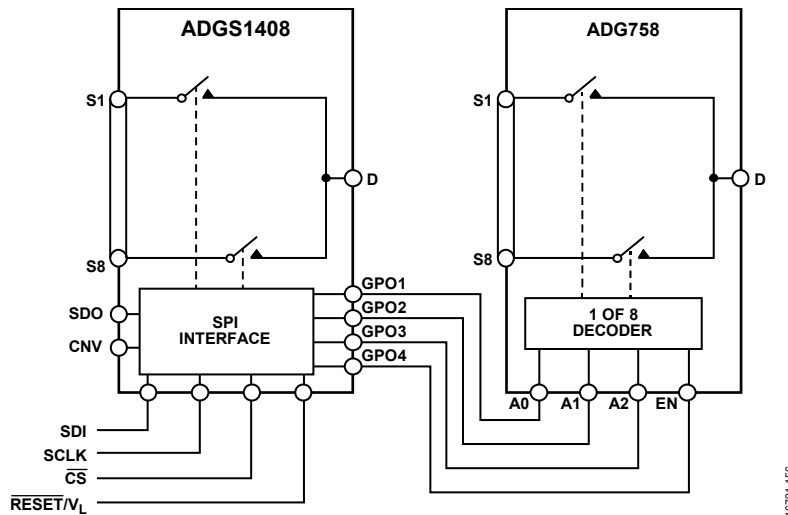 ADGS1408
S1
D
S8
SDO
CNV
SPI
INTERFACE
GPO1
GPO2
GPO3
GPO4
SDI
SCLK
CS
RESET/VL
ADG758
S1
D
S8
1 OF 8
DECODER
A0
A1
A2
EN